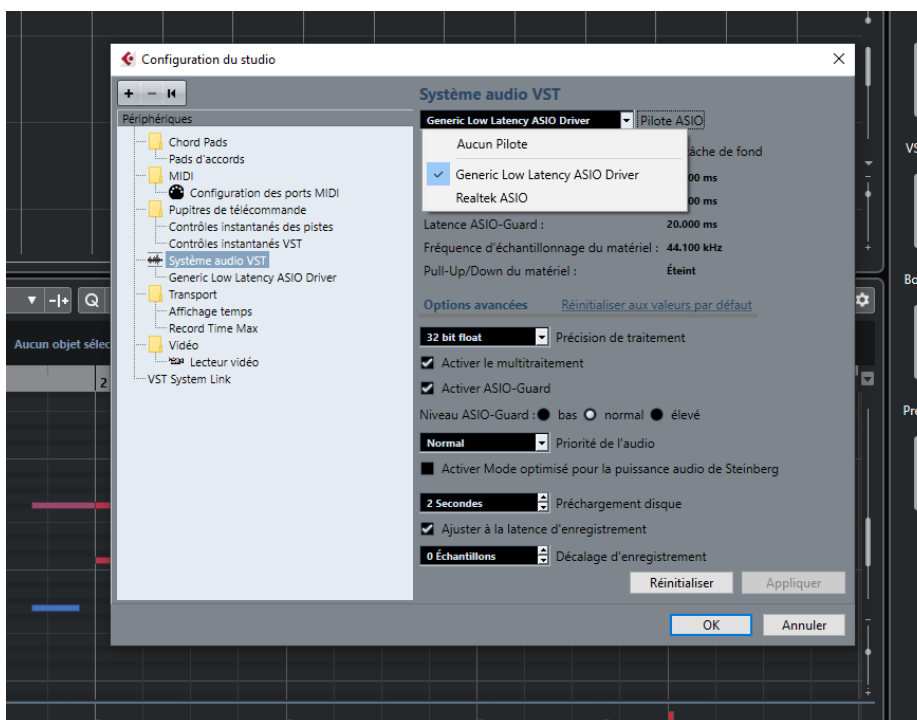 Configuration du studio
Périphériques
Chord Pads
Pads d'accords
MIDI
Configuration des ports MIDI
Pupitres de télécommande
Contrôles instantanés des pistes
Contrôles instantanés VST
Système audio VST
Generic Low Latency ASIO Driver
Transport
Affichage temps
Record Time Max
Vidéo
Lecteur vidéo
VST System Link
Système audio VST
Generic Low Latency ASIO Driver Pilote ASIO
Aucun Pilote
tâche de fond
Generic Low Latency ASIO Driver
00 ms
Realtek ASIO
00 ms
Latence ASIO-Guard : 20.000 ms
Fréquence d'échantillonnage du matériel : 44.100 kHz
Pull-Up/Down du matériel : Éteint
Options avancées Réinitialiser aux valeurs par défaut
32 bit float Précision de traitement
Activer le multitraitement
Activer ASIO-Guard
Niveau ASIO-Guard : bas normal élevé
Normal Priorité de l'audio
Activer Mode optimisé pour la puissance audio de Steinberg
2 Secondes Préchargement disque
Ajuster à la latence d'enregistrement
0 Échantillons Décalage d'enregistrement
Réinitialiser Appliquer
OK Annuler
Q
Aucun objet sélec
2
VS
Bo
Pré